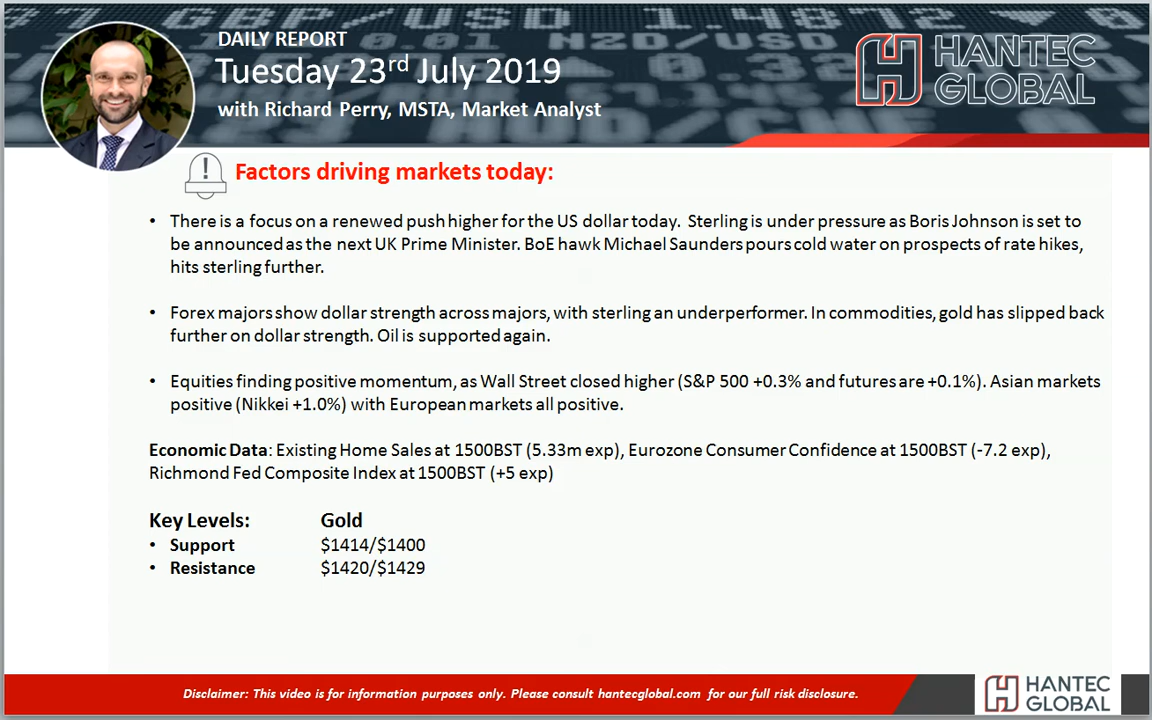 GBP/USD 1.4872
NZD/USD
DAILY REPORT
Tuesday 23rd July 2019
with Richard Perry, MSTA, Market Analyst
HANTEC
GLOBAL
Factors driving markets today:
• There is a focus on a renewed push higher for the US dollar today. Sterling is under pressure as Boris Johnson is set to
be announced as the next UK Prime Minister. BoE hawk Michael Saunders pours cold water on prospects of rate hikes,
hits sterling further.
• Forex majors show dollar strength across majors, with sterling an underperformer. In commodities, gold has slipped back
further on dollar strength. Oil is supported again.
• Equities finding positive momentum, as Wall Street closed higher (S&P 500 +0.3% and futures are +0.1%). Asian markets
positive (Nikkei +1.0%) with European markets all positive.
Economic Data: Existing Home Sales at 1500BST (5.33m exp), Eurozone Consumer Confidence at 1500BST (-7.2 exp),
Richmond Fed Composite Index at 1500BST (+5 exp)
Key Levels: Gold
• Support $1414/$1400
• Resistance $1420/$1429
Disclaimer: This video is for information purposes only. Please consult hantecglobal.com for our full risk disclosure.
HANTEC
GLOBAL